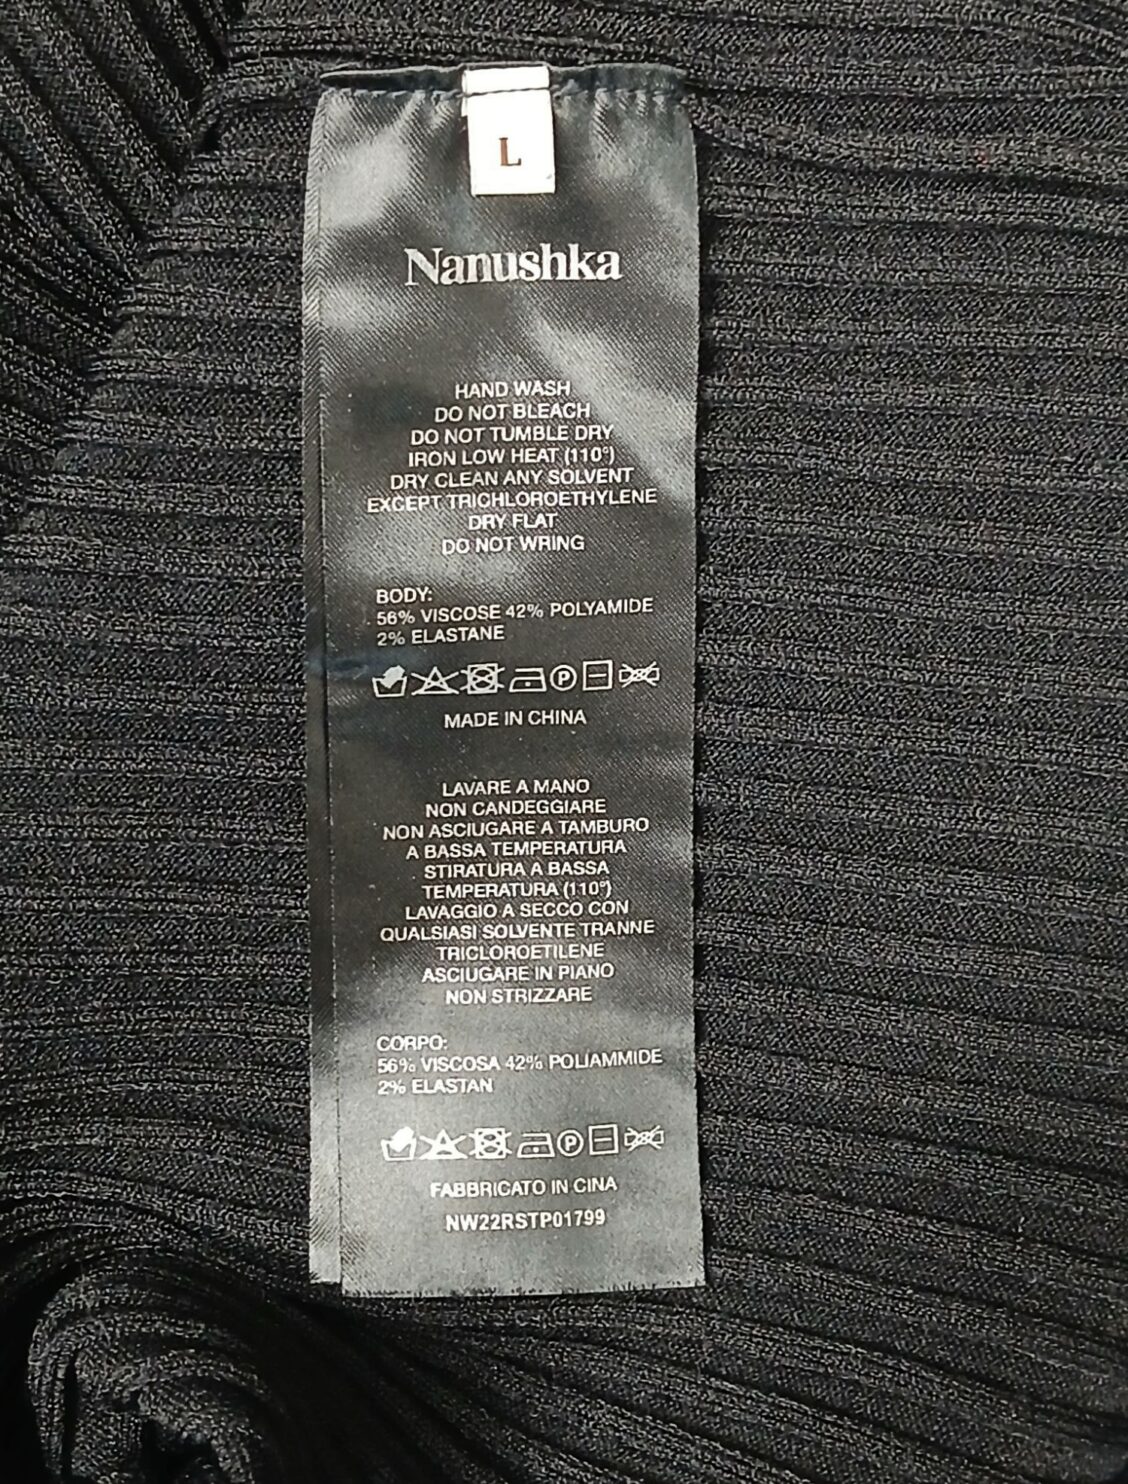 L
Nanushka
HAND WASH
DO NOT BLEACH
DO NOT TUMBLE DRY
IRON LOW HEAT (110°)
DRY CLEAN ANY SOLVENT
EXCEPT TRICHLOROETHYLENE
DRY FLAT
DO NOT WRING
BODY:
56% VISCOSE 42% POLYAMIDE
2% ELASTANE
P
MADE IN CHINA
LAVARE A MANO
NON CANDEGGIARE
NON ASCIUGARE A TAMBURO
A BASSA TEMPERATURA
STIRATURA A BASSA
TEMPERATURA (110°)
LAVAGGIO A SECCO CON
QUALSIASI SOLVENTE TRANNE
TRICLOROETILENE
ASCIUGARE IN PIANO
NON STRIZZARE
CORPO:
56% VISCOSA 42% POLIAMMIDE
2% ELASTAN
P
FABBRICATO IN CINA
NW22RSTP01799